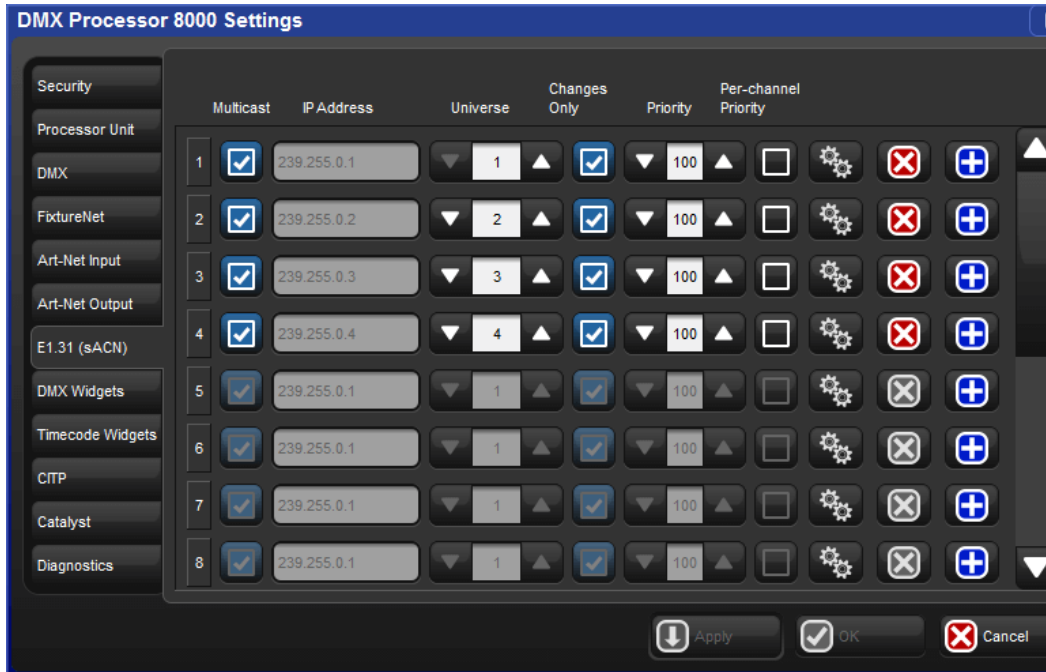 DMX Processor 8000 Settings
Security
Processor Unit
DMX
FixtureNet
Art-Net Input
Art-Net Output
E1.31 (sACN)
DMX Widgets
Timecode Widgets
CITP
Catalyst
Diagnostics
Multicast IP Address Universe Changes Only Priority Per-channel Priority
1 239.255.0.1 1 100
2 239.255.0.2 2 100
3 239.255.0.3 3 100
4 239.255.0.4 4 100
5 239.255.0.1 1 100
6 239.255.0.1 1 100
7 239.255.0.1 1 100
8 239.255.0.1 1 100
Apply OK Cancel